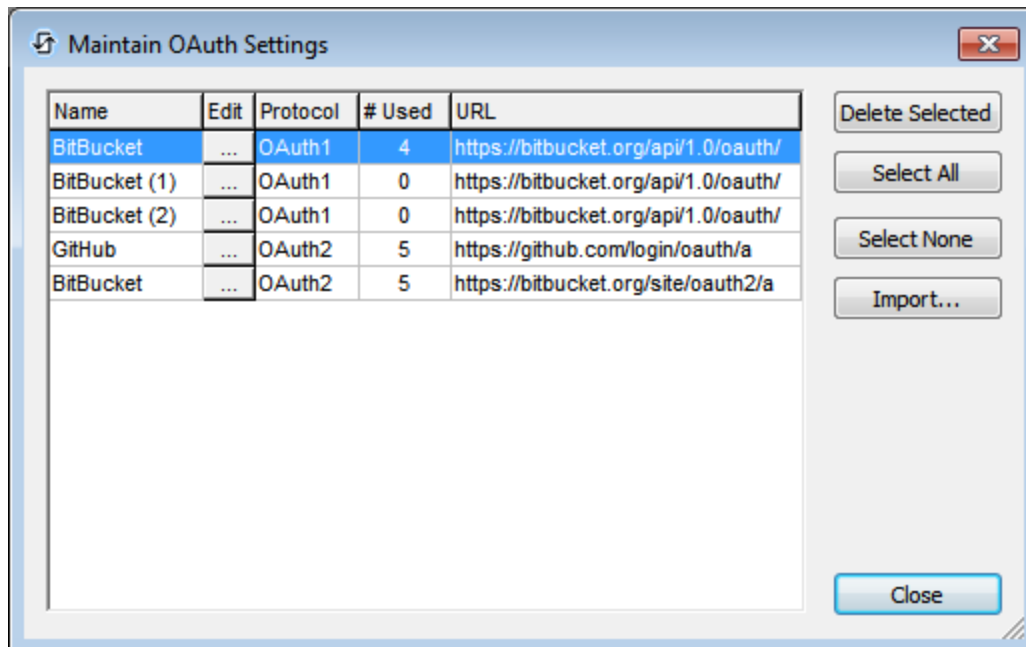 Maintain OAuth Settings
Name Edit Protocol # Used URL
BitBucket ... OAuth1 4 https://bitbucket.org/api/1.0/oauth/
BitBucket (1) ... OAuth1 0 https://bitbucket.org/api/1.0/oauth/
BitBucket (2) ... OAuth1 0 https://bitbucket.org/api/1.0/oauth/
GitHub ... OAuth2 5 https://github.com/login/oauth/a
BitBucket ... OAuth2 5 https://bitbucket.org/site/oauth2/a
Delete Selected
Select All
Select None
Import...
Close